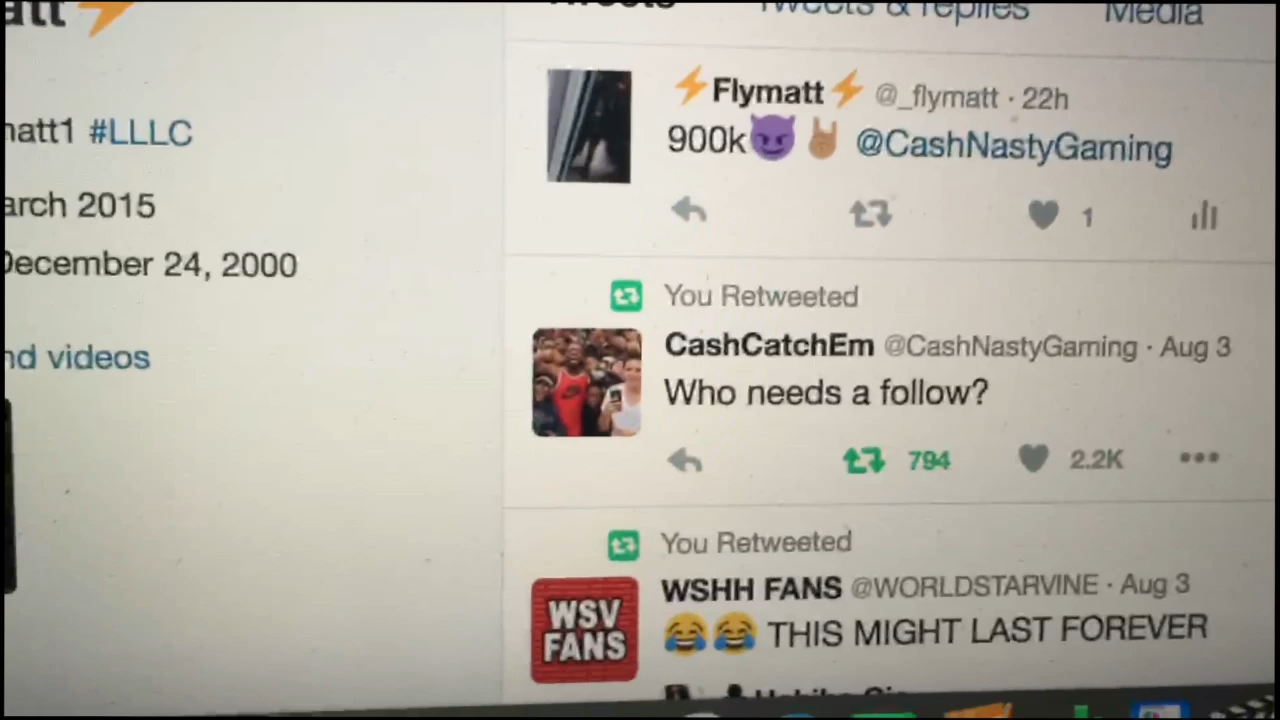 att⚡
Tweets Tweets & replies Media
natt1 #LLLC
arch 2015
December 24, 2000
nd videos
⚡Flymatt⚡ @_flymatt · 22h
900k😈🤘🏽 @CashNastyGaming
1
You Retweeted
CashCatchEm @CashNastyGaming · Aug 3
Who needs a follow?
794 2.2K
You Retweeted
WSHH FANS @WORLDSTARVINE · Aug 3
WSV
FANS
😂😂 THIS MIGHT LAST FOREVER